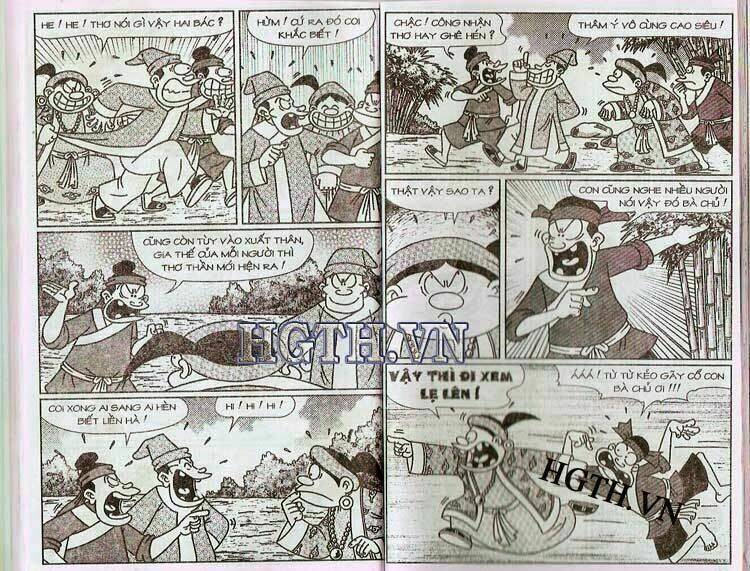 HE! HE! THƠ NÓI GÌ VẬY HAI BÁC?
HỪM! CỨ RA ĐÓ COI
KHẮC BIẾT!
CŨNG CÒN TÙY VÀO XUẤT THÂN,
GIA THẾ CỦA MỖI NGƯỜI THÌ
THƠ THẦN MỚI HIỆN RA!
COI XONG AI SANG AI HÈN
BIẾT LIỀN HÀ!
HI! HI! HI!
CHẬC! CÔNG NHẬN
THƠ HAY GHÊ HÉN?
THÂM Ý VÔ CÙNG CAO SIÊU!
THẬT VẬY SAO TA?
CON CŨNG NGHE NHIỀU NGƯỜI
NÓI VẬY ĐÓ BÀ CHỦ!
VẬY THÌ ĐI XEM
LẸ LÊN!
ÁÁÁ! TỪ TỪ KÉO GÃY CỔ CON
BÀ CHỦ ƠI!!!
HGTH.VN
HGTH.VN